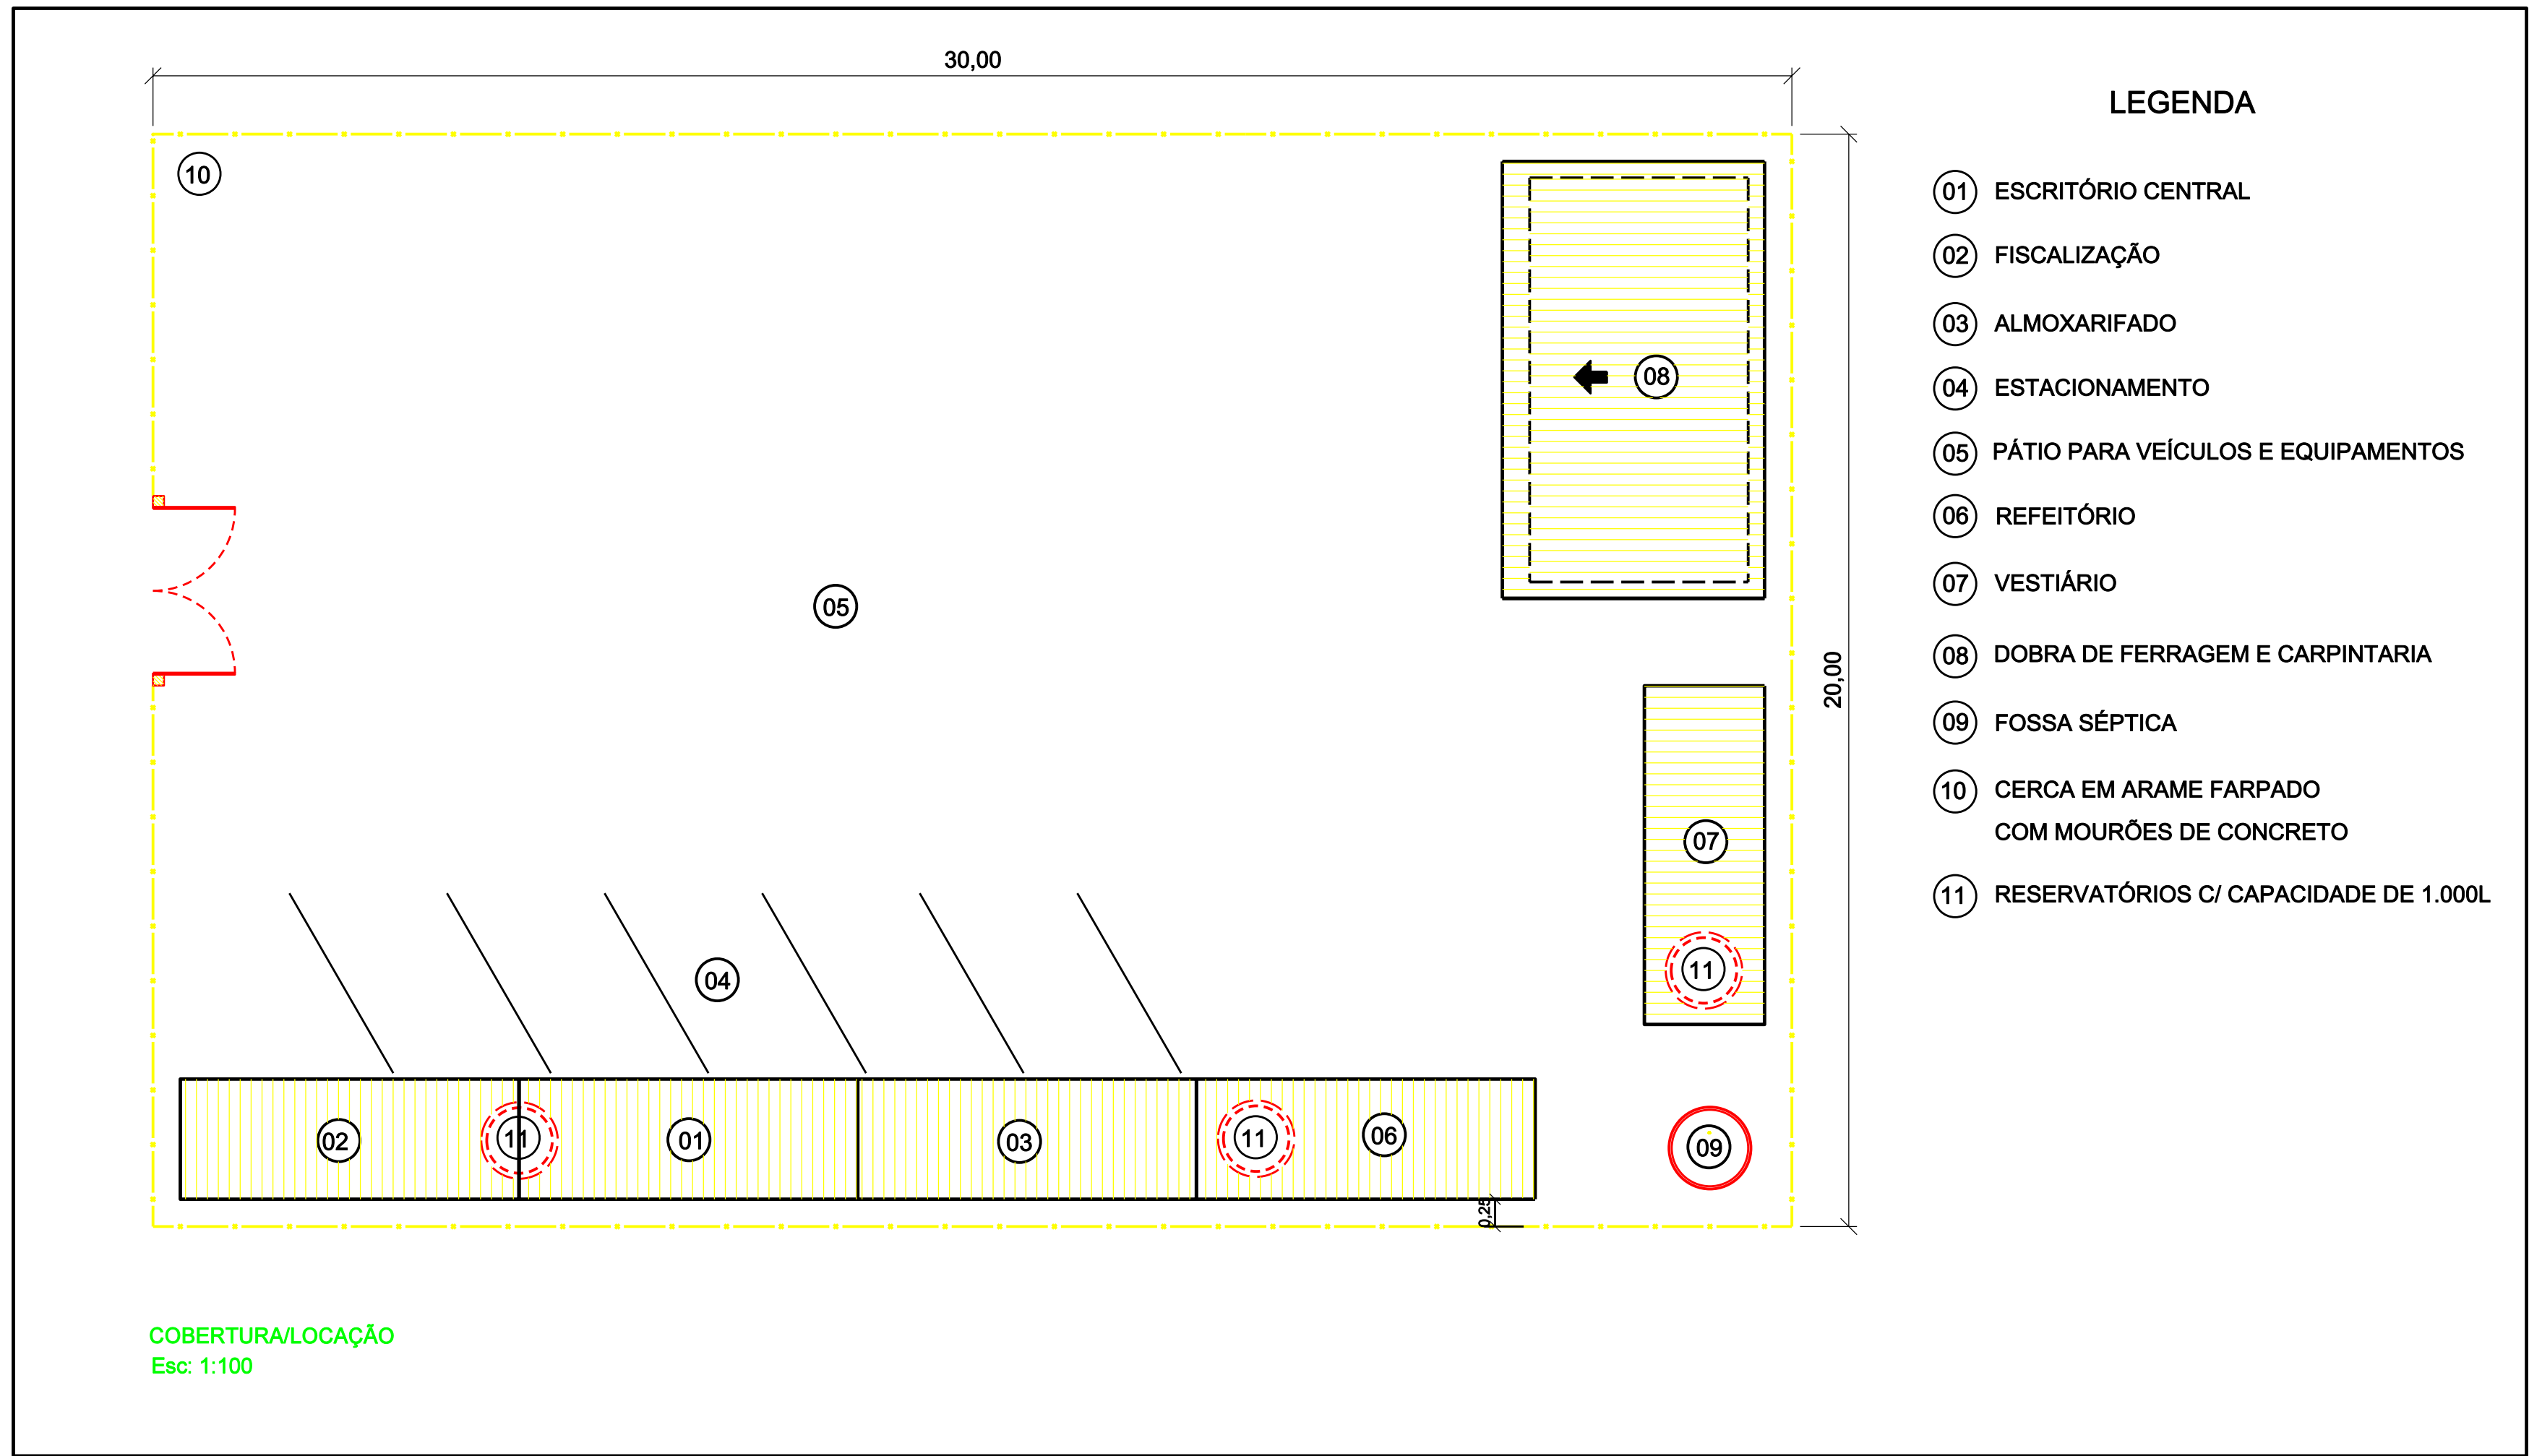 30,00
LEGENDA
10
01 ESCRITÓRIO CENTRAL
02 FISCALIZAÇÃO
03 ALMOXARIFADO
08
04 ESTACIONAMENTO
05 PÁTIO PARA VEÍCULOS E EQUIPAMENTOS
06 REFEITÓRIO
07 VESTIÁRIO
05
08 DOBRA DE FERRAGEM E CARPINTARIA
20,00
09 FOSSA SÉPTICA
10 CERCA EM ARAME FARPADO
COM MOURÕES DE CONCRETO
07
11 RESERVATÓRIOS C/ CAPACIDADE DE 1.000L
04
11
02
11
01
03
11
06
09
0,25
COBERTURA/LOCAÇÃO
Esc: 1:100